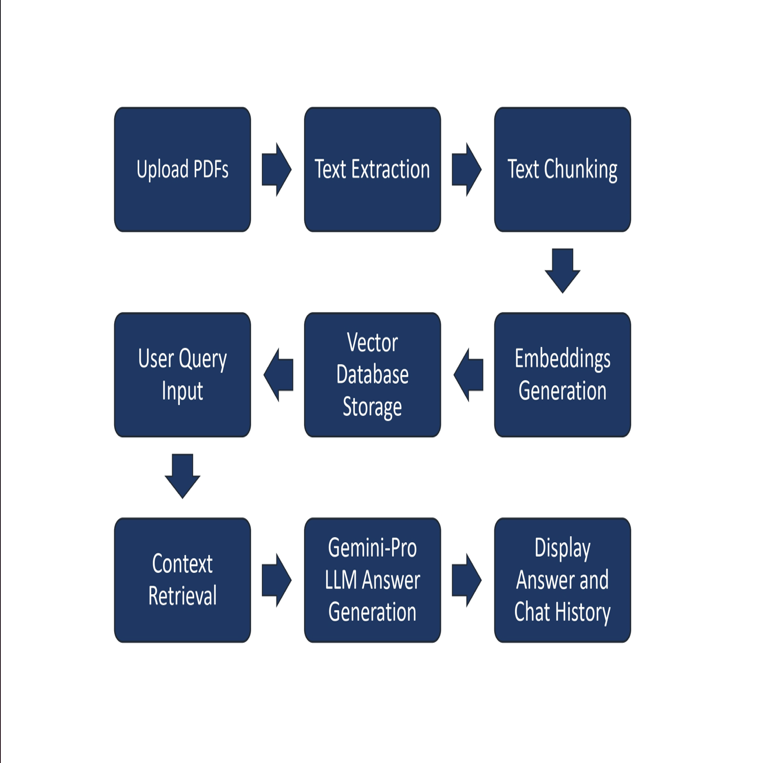 Upload PDFs
Text Extraction
Text Chunking
User Query
Input
Vector
Database
Storage
Embeddings
Generation
Context
Retrieval
Gemini-Pro
LLM Answer
Generation
Display
Answer and
Chat History